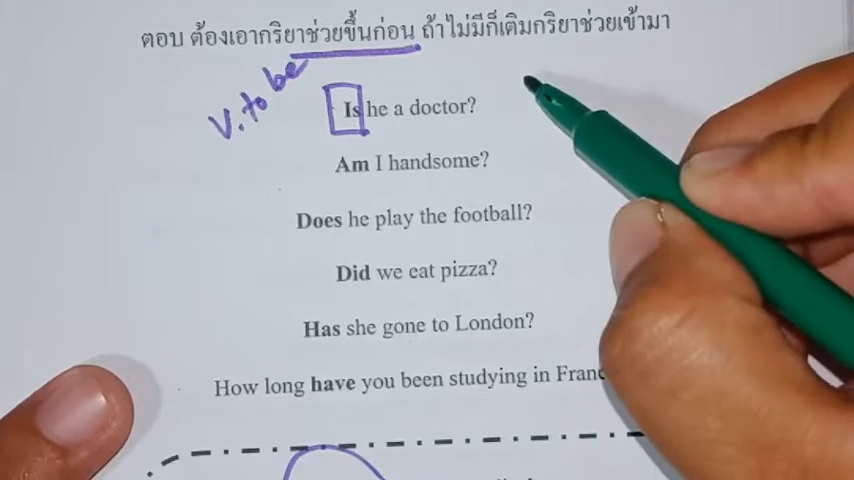 ตอบ ต้องเอากริยาช่วยขึ้นก่อน ถ้าไม่มีก็เติมกริยาช่วยเข้ามา
V. to be
Is he a doctor?
Am I handsome?
Does he play the football?
Did we eat pizza?
Has she gone to London?
How long have you been studying in